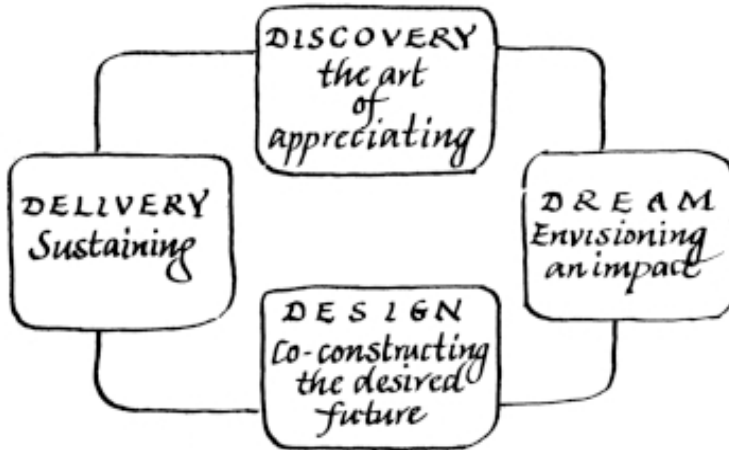 DISCOVERY
the art
of
appreciating
DREAM
Envisioning
an impact
DESIGN
Co-constructing
the desired
future
DELIVERY
Sustaining